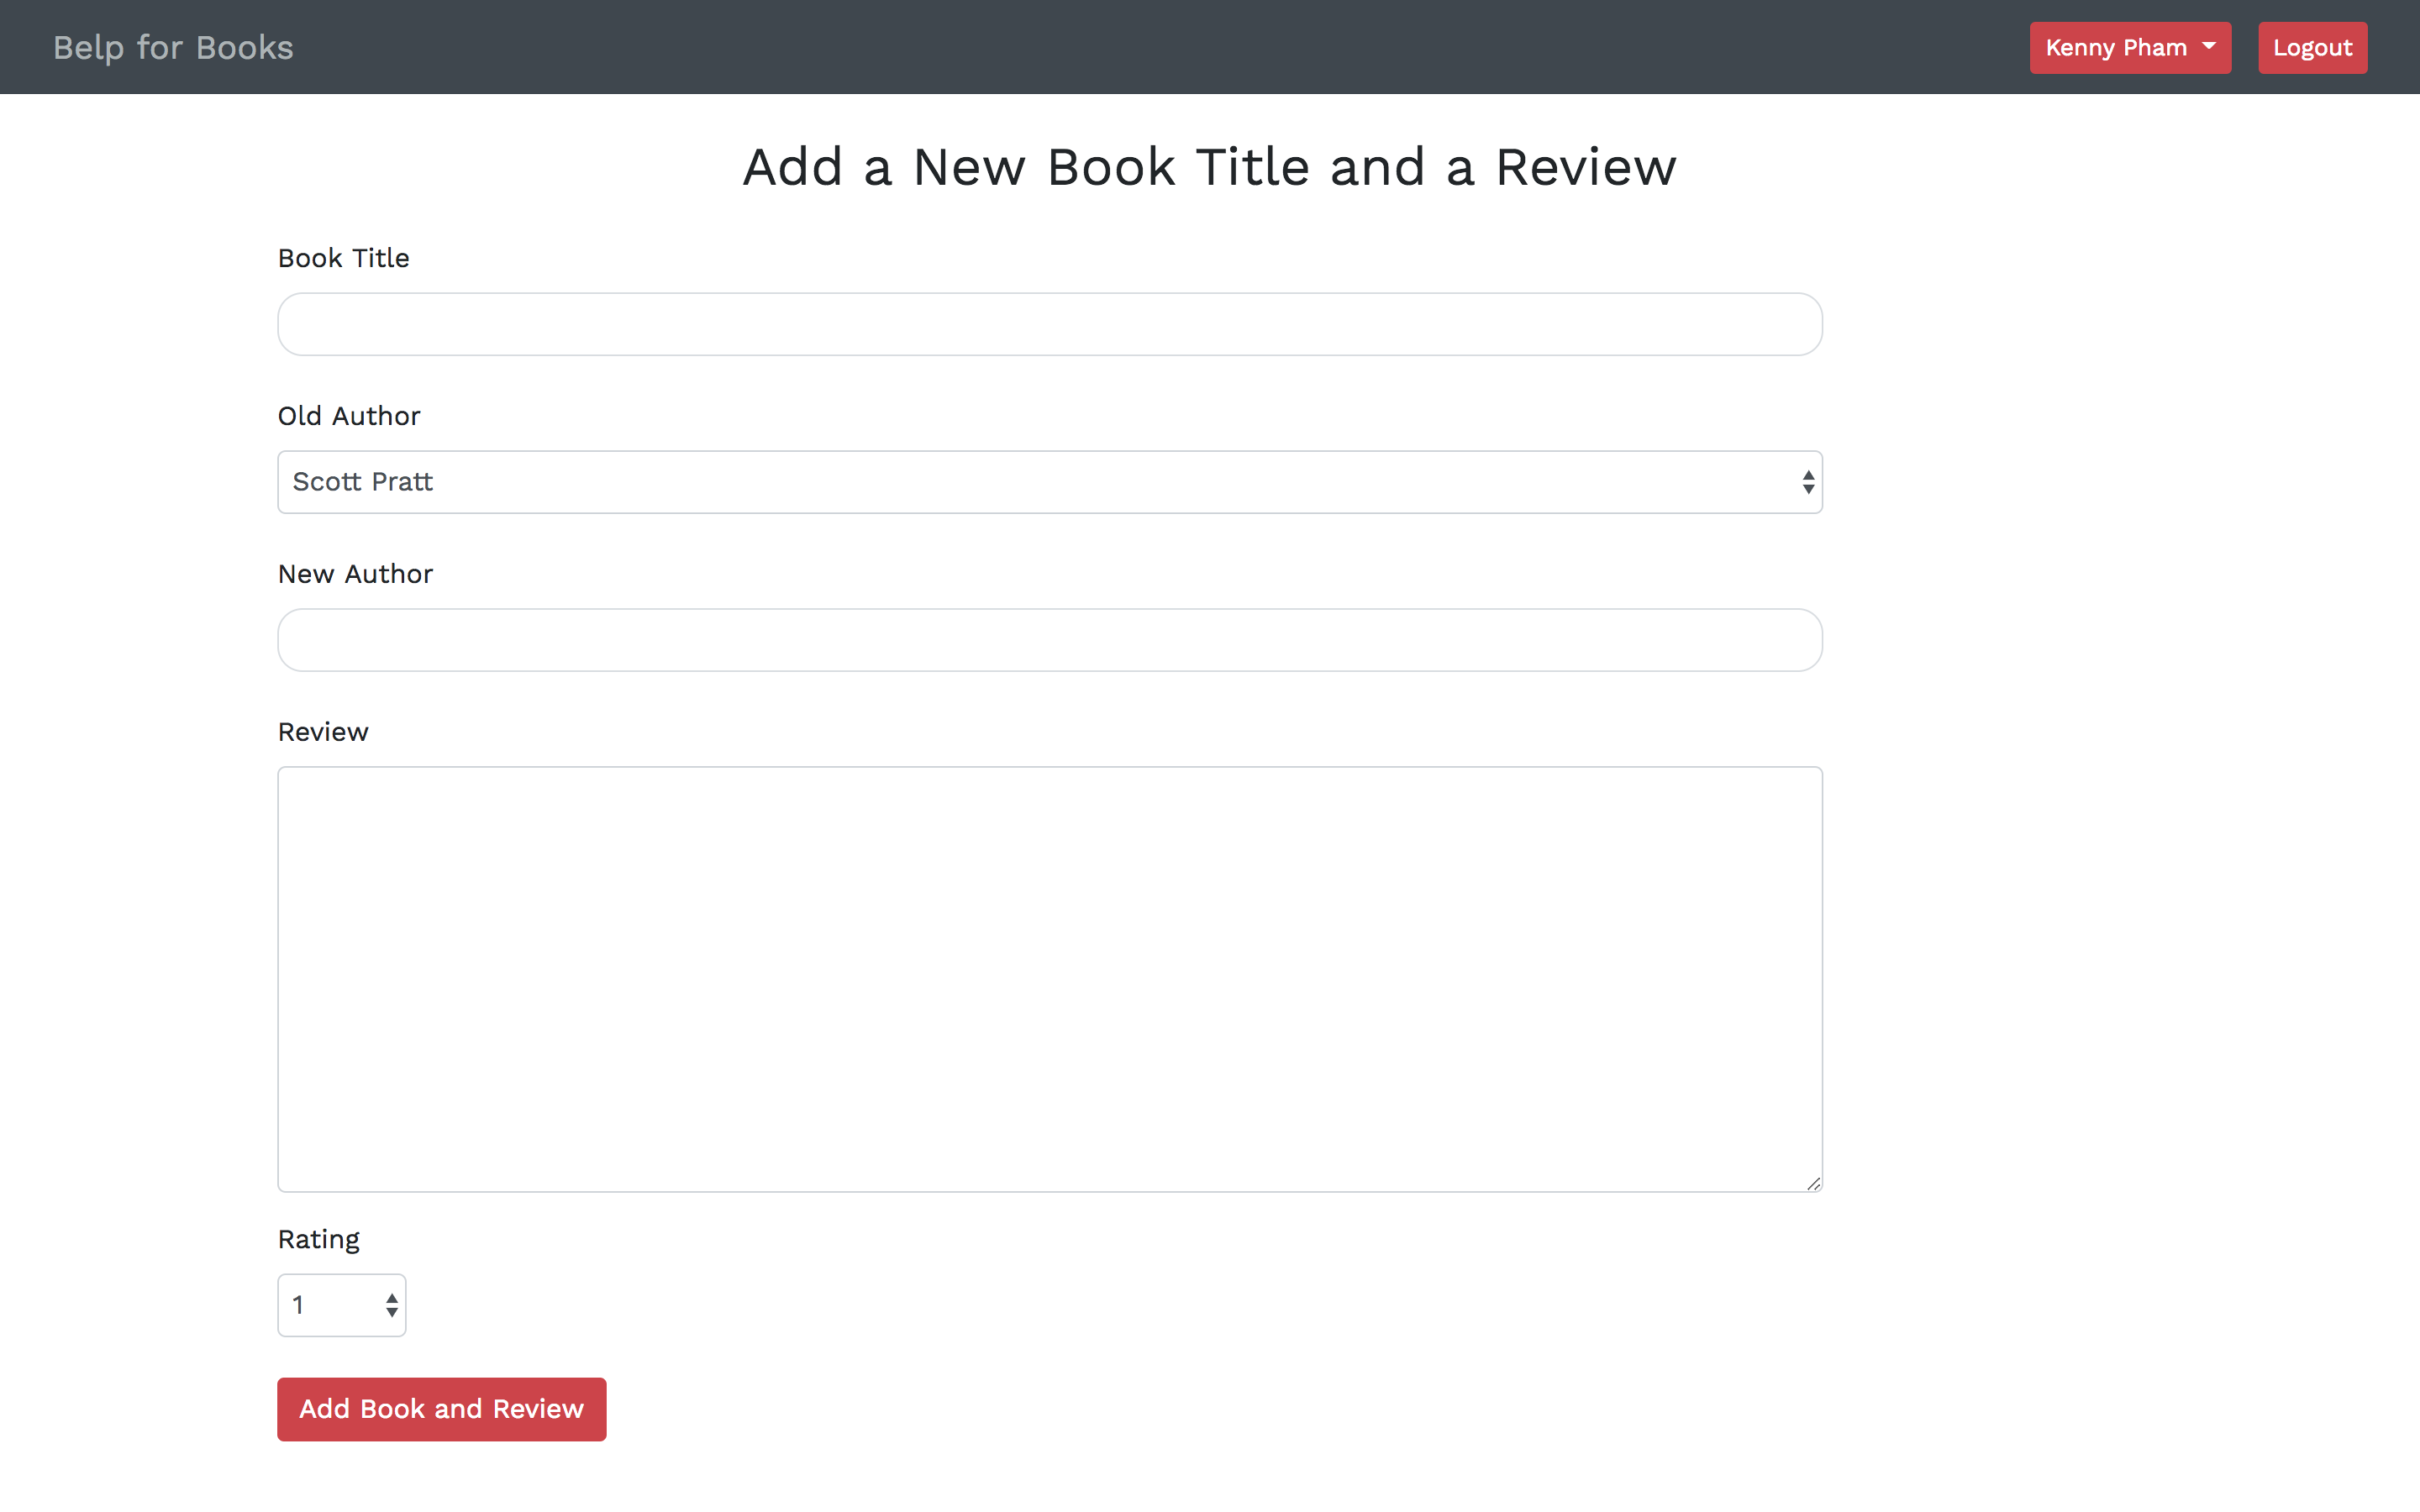 Belp for Books
Kenny Pham
Logout
Add a New Book Title and a Review
Book Title
Old Author
Scott Pratt
New Author
Review
Rating
1
Add Book and Review